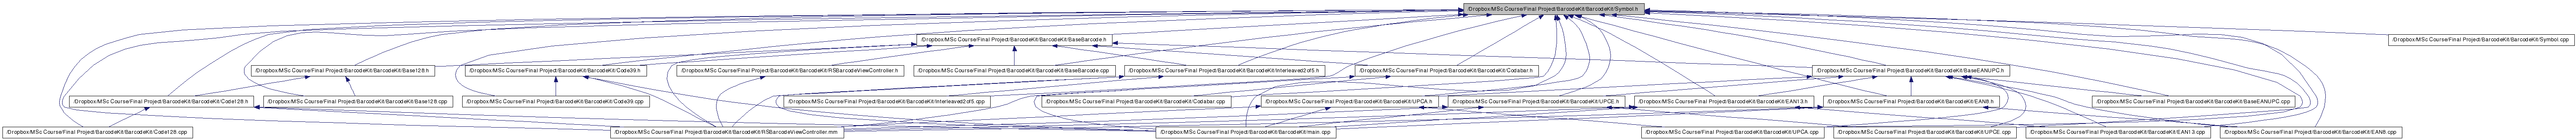 /Dropbox/MSc Course/Final Project/BarcodeKit/BarcodeKit/Symbol.h
/Dropbox/MSc Course/Final Project/BarcodeKit/BarcodeKit/BaseBarcode.h
/Dropbox/MSc Course/Final Project/BarcodeKit/BarcodeKit/Symbol.cpp
/Dropbox/MSc Course/Final Project/BarcodeKit/BarcodeKit/Base128.h
/Dropbox/MSc Course/Final Project/BarcodeKit/BarcodeKit/Code39.h
/Dropbox/MSc Course/Final Project/BarcodeKit/BarcodeKit/RSBarcodeViewController.h
/Dropbox/MSc Course/Final Project/BarcodeKit/BarcodeKit/BaseBarcode.cpp
/Dropbox/MSc Course/Final Project/BarcodeKit/BarcodeKit/Interleaved2of5.h
/Dropbox/MSc Course/Final Project/BarcodeKit/BarcodeKit/Codabar.h
/Dropbox/MSc Course/Final Project/BarcodeKit/BarcodeKit/BaseEANUPC.h
/Dropbox/MSc Course/Final Project/BarcodeKit/BarcodeKit/Code128.h
/Dropbox/MSc Course/Final Project/BarcodeKit/BarcodeKit/Base128.cpp
/Dropbox/MSc Course/Final Project/BarcodeKit/BarcodeKit/Code39.cpp
/Dropbox/MSc Course/Final Project/BarcodeKit/BarcodeKit/Interleaved2of5.cpp
/Dropbox/MSc Course/Final Project/BarcodeKit/BarcodeKit/Codabar.cpp
/Dropbox/MSc Course/Final Project/BarcodeKit/BarcodeKit/UPCA.h
/Dropbox/MSc Course/Final Project/BarcodeKit/BarcodeKit/UPCE.h
/Dropbox/MSc Course/Final Project/BarcodeKit/BarcodeKit/EAN13.h
/Dropbox/MSc Course/Final Project/BarcodeKit/BarcodeKit/EAN8.h
/Dropbox/MSc Course/Final Project/BarcodeKit/BarcodeKit/BaseEANUPC.cpp
/Dropbox/MSc Course/Final Project/BarcodeKit/BarcodeKit/Code128.cpp
/Dropbox/MSc Course/Final Project/BarcodeKit/BarcodeKit/RSBarcodeViewController.mm
/Dropbox/MSc Course/Final Project/BarcodeKit/BarcodeKit/main.cpp
/Dropbox/MSc Course/Final Project/BarcodeKit/BarcodeKit/UPCA.cpp
/Dropbox/MSc Course/Final Project/BarcodeKit/BarcodeKit/UPCE.cpp
/Dropbox/MSc Course/Final Project/BarcodeKit/BarcodeKit/EAN13.cpp
/Dropbox/MSc Course/Final Project/BarcodeKit/BarcodeKit/EAN8.cpp